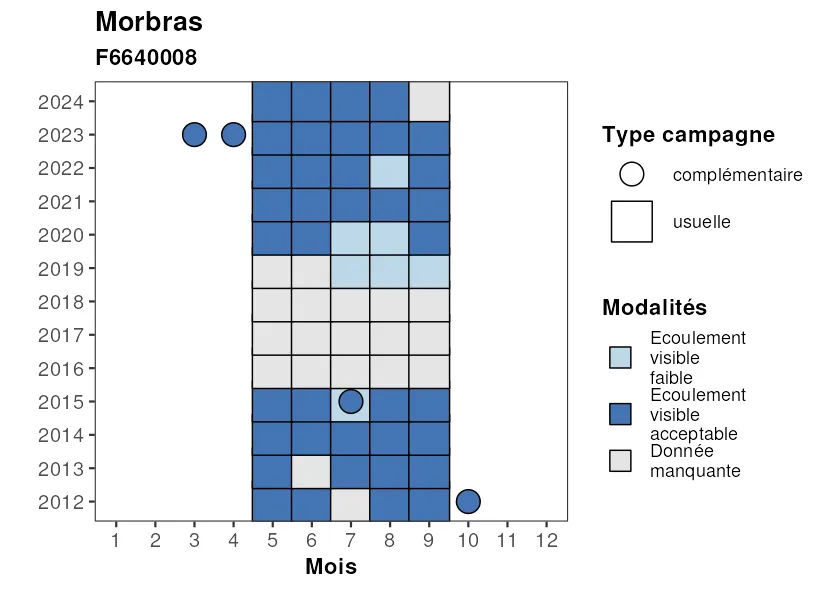 Morbras
F6640008
2024
2023
2022
2021
2020
2019
2018
2017
2016
2015
2014
2013
2012
1 2 3 4 5 6 7 8 9 10 11 12
Mois
Type campagne
complémentaire
usuelle
Modalités
Ecoulement
visible
faible
Ecoulement
visible
acceptable
Donnée
manquante